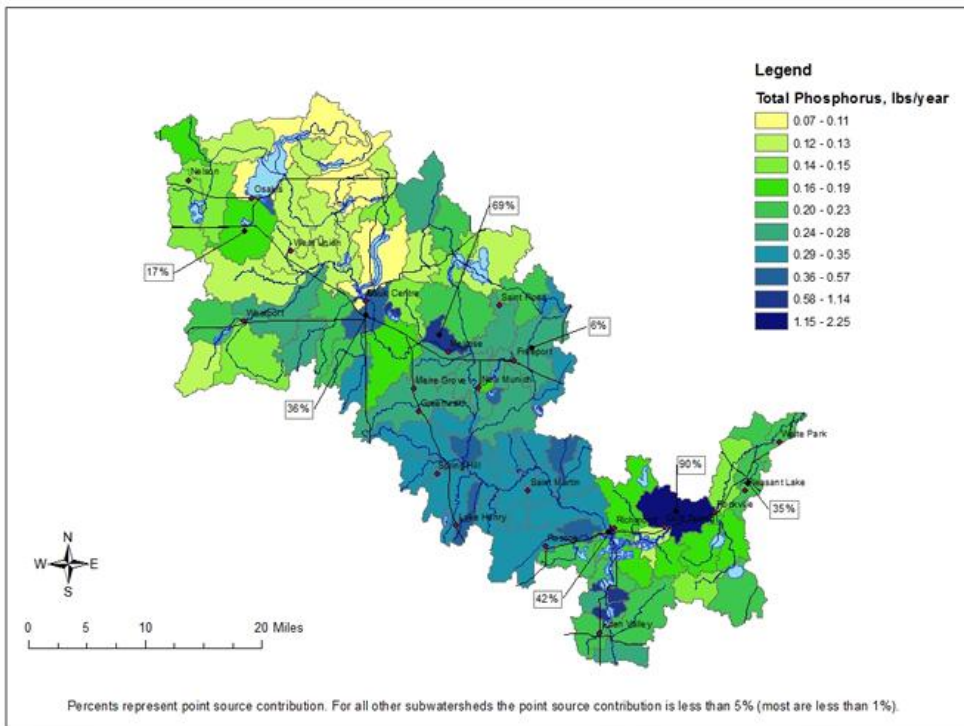 Legend
Total Phosphorus, lbs/year
0.07 - 0.11
0.12 - 0.13
0.14 - 0.15
0.16 - 0.19
0.20 - 0.23
0.24 - 0.28
0.29 - 0.35
0.36 - 0.57
0.58 - 1.14
1.15 - 2.25
Nelson
Osakis
69%
West Union
17%
Centre
Saint Rosa
Westport
6%
Freeport
Meire Grove
New Munich
36%
Greenwald
White Park
Spring Hill
90%
Saint Martin
Pleasant Lake
Rockville
35%
Lake Henry
Richmond
Roscoe
42%
Eden Valley
N
W E
S
0 5 10 20 Miles
Percents represent point source contribution. For all other subwatersheds the point source contribution is less than 5% (most are less than 1%).